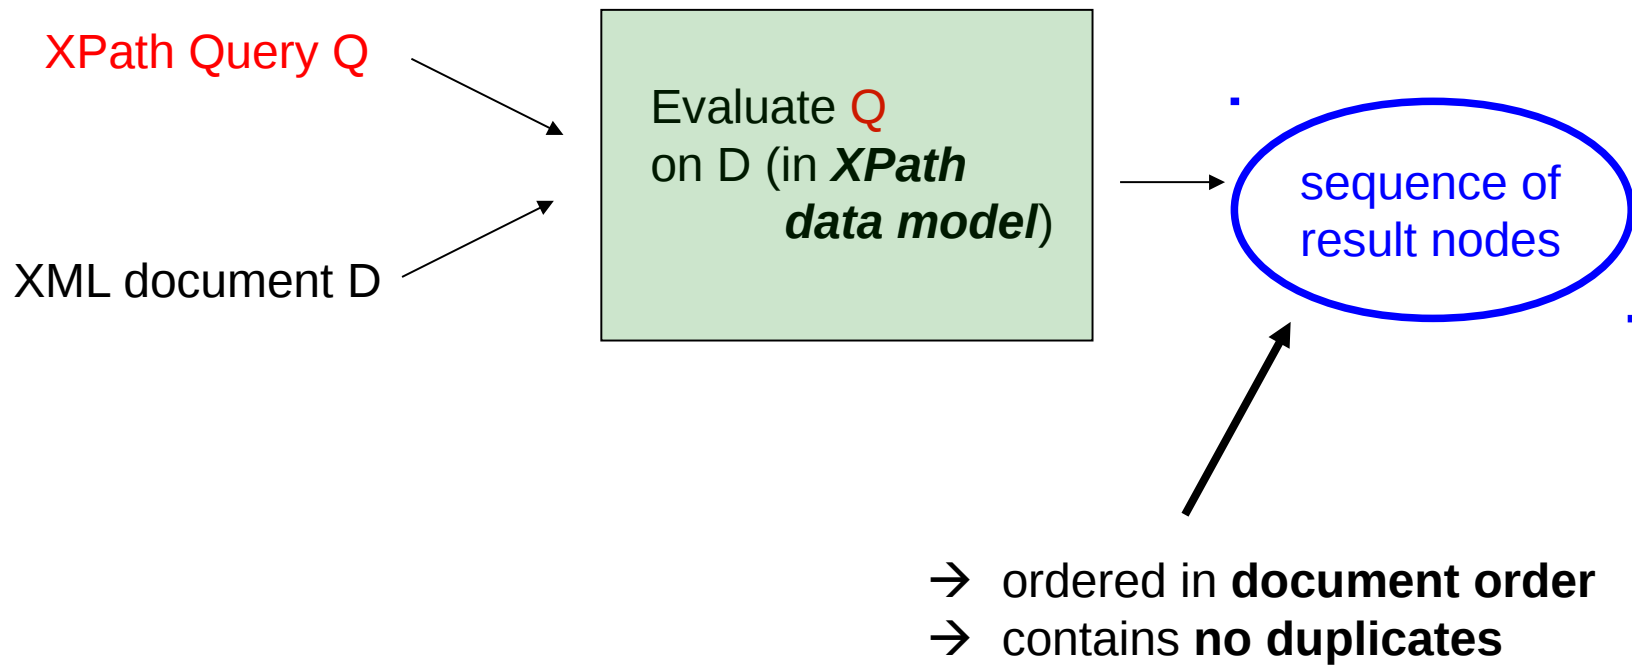 XPath Query Q
XML document D
Evaluate Q
on D (in XPath
data model)
sequence of
result nodes
→ ordered in document order
→ contains no duplicates